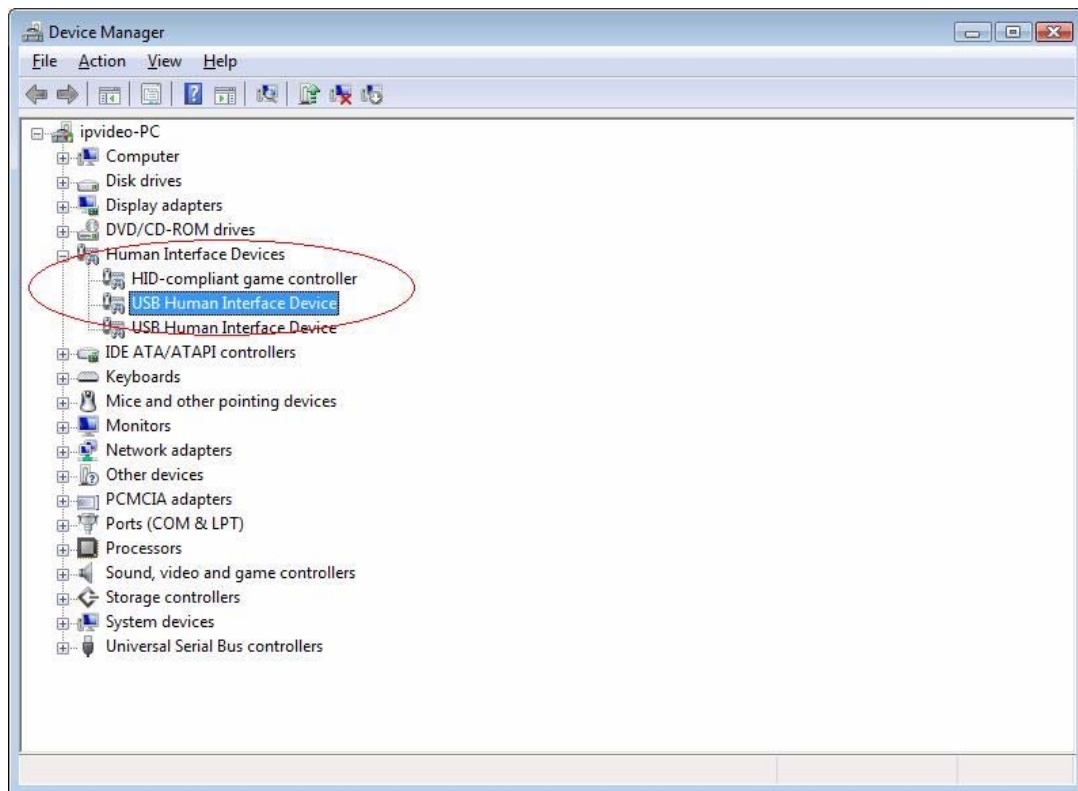 Device Manager
File Action View Help
ipvideo-PC
Computer
Disk drives
Display adapters
DVD/CD-ROM drives
Human Interface Devices
HID-compliant game controller
USB Human Interface Device
USB Human Interface Device
IDE ATA/ATAPI controllers
Keyboards
Mice and other pointing devices
Monitors
Network adapters
Other devices
PCMCIA adapters
Ports (COM & LPT)
Processors
Sound, video and game controllers
Storage controllers
System devices
Universal Serial Bus controllers